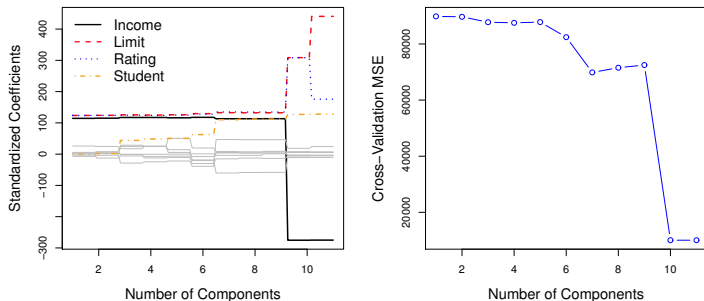 Income
Limit
Rating
Student
Standardized Coefficients
-300
-100
0
100
200
300
400
2
4
6
8
10
Number of Components
Cross-Validation MSE
20000
40000
60000
80000
2
4
6
8
10
Number of Components